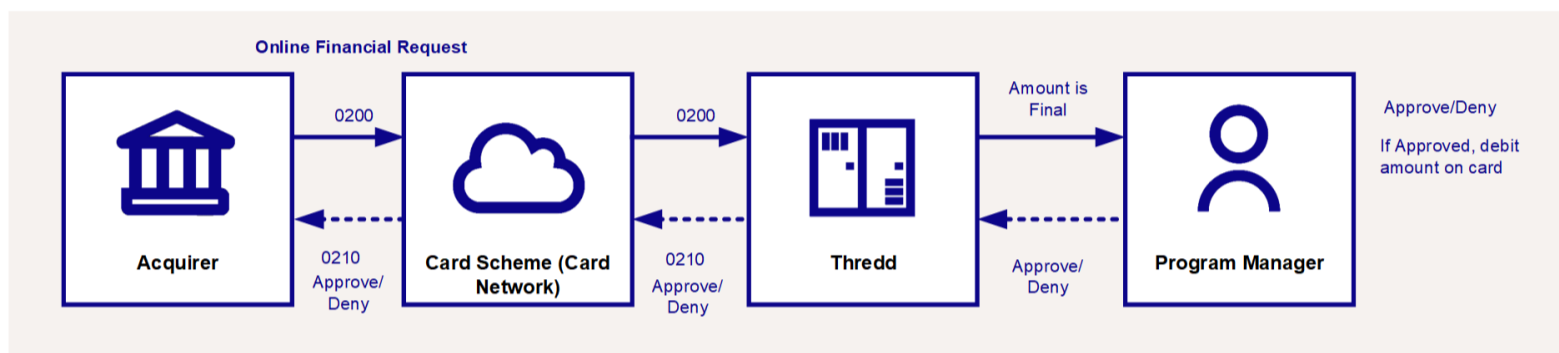 Online Financial Request
0200
0200
Amount is
Final
Approve/Deny
If Approved, debit
amount on card
Acquirer
Card Scheme (Card
Network)
Thredd
Program Manager
0210
Approve/
Deny
0210
Approve/
Deny
Approve/
Deny